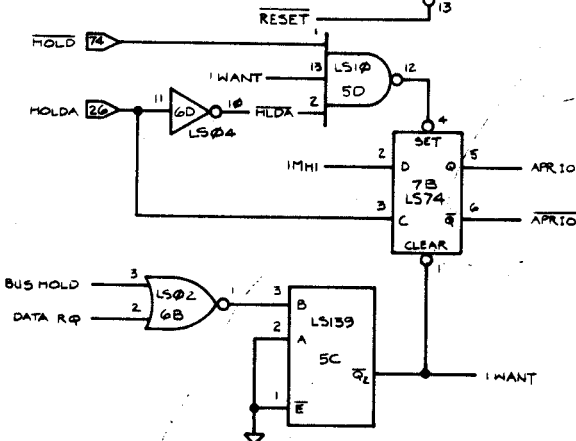 RESET
13
HOLD 74
1
I WANT
13
LS10
5D
12
HOLDA 26
11
6D
10
HLDA
2
LS04
4
SET
IMHI
2
D
Q
5
APRIO
7B
LS74
3
C
Q
6
APRIO
CLEAR
1
BUS HOLD
3
DATA RQ
2
LS02
6B
1
3
B
LS139
2
A
5C
Q2
I WANT
1
E